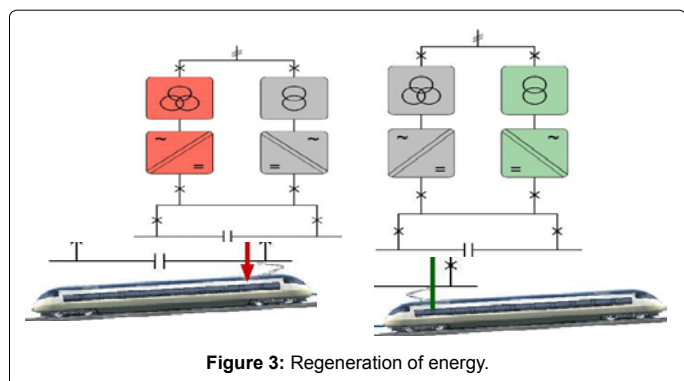 ~ =
~ =
~ =
~ =
Figure 3: Regeneration of energy.